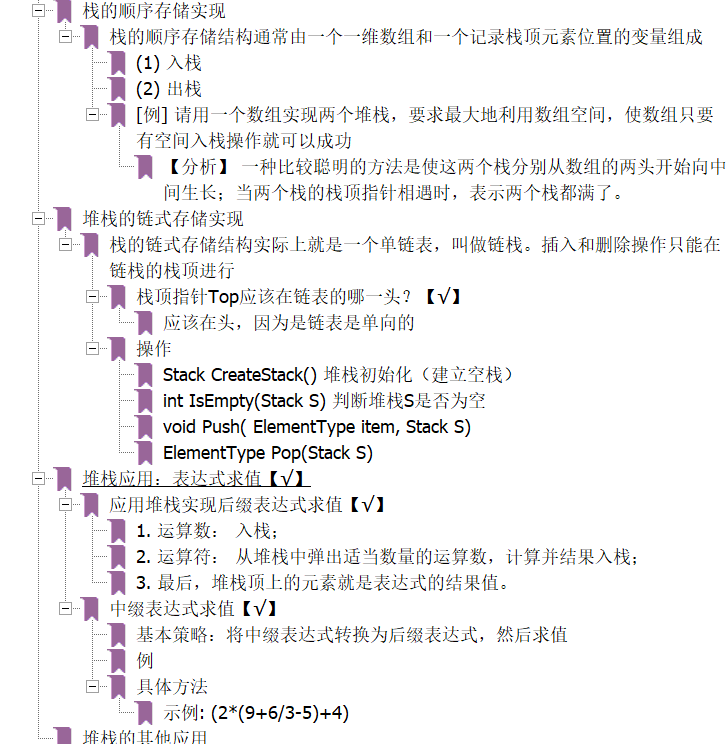 栈的顺序存储实现
栈的顺序存储结构通常由一个一维数组和一个记录栈顶元素位置的变量组成
(1) 入栈
(2) 出栈
[例] 请用一个数组实现两个堆栈，要求最大地利用数组空间，使数组只要
有空间入栈操作就可以成功
【分析】 一种比较聪明的方法是使这两个栈分别从数组的两头开始向中
间生长；当两个栈的栈顶指针相遇时，表示两个栈都满了。
堆栈的链式存储实现
栈的链式存储结构实际上就是一个单链表，叫做链栈。插入和删除操作只能在
链栈的栈顶进行
栈顶指针Top应该在链表的哪一头？【√】
应该在头，因为是链表是单向的
操作
Stack CreateStack() 堆栈初始化（建立空栈）
int IsEmpty(Stack S) 判断堆栈S是否为空
void Push( ElementType item, Stack S)
ElementType Pop(Stack S)
堆栈应用：表达式求值【√】
应用堆栈实现后缀表达式求值【√】
1. 运算数： 入栈；
2. 运算符： 从堆栈中弹出适当数量的运算数，计算并结果入栈；
3. 最后，堆栈顶上的元素就是表达式的结果值。
中缀表达式求值【√】
基本策略：将中缀表达式转换为后缀表达式，然后求值
例
具体方法
示例: (2*(9+6/3-5)+4)
堆栈的其他应用